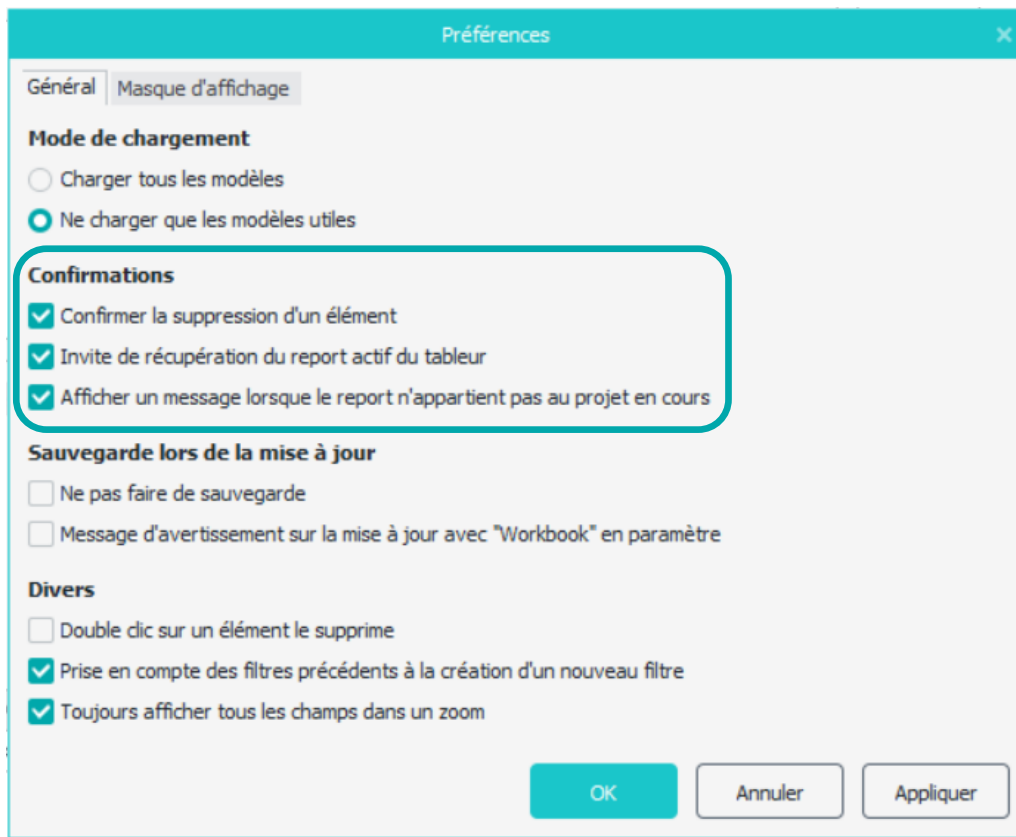 Préférences
Général
Masque d'affichage
Mode de chargement
Charger tous les modèles
Ne charger que les modèles utiles
Confirmations
Confirmer la suppression d'un élément
Invite de récupération du report actif du tableur
Afficher un message lorsque le report n'appartient pas au projet en cours
Sauvegarde lors de la mise à jour
Ne pas faire de sauvegarde
Message d'avertissement sur la mise à jour avec "Workbook" en paramètre
Divers
Double clic sur un élément le supprime
Prise en compte des filtres précédents à la création d'un nouveau filtre
Toujours afficher tous les champs dans un zoom
OK
Annuler
Appliquer